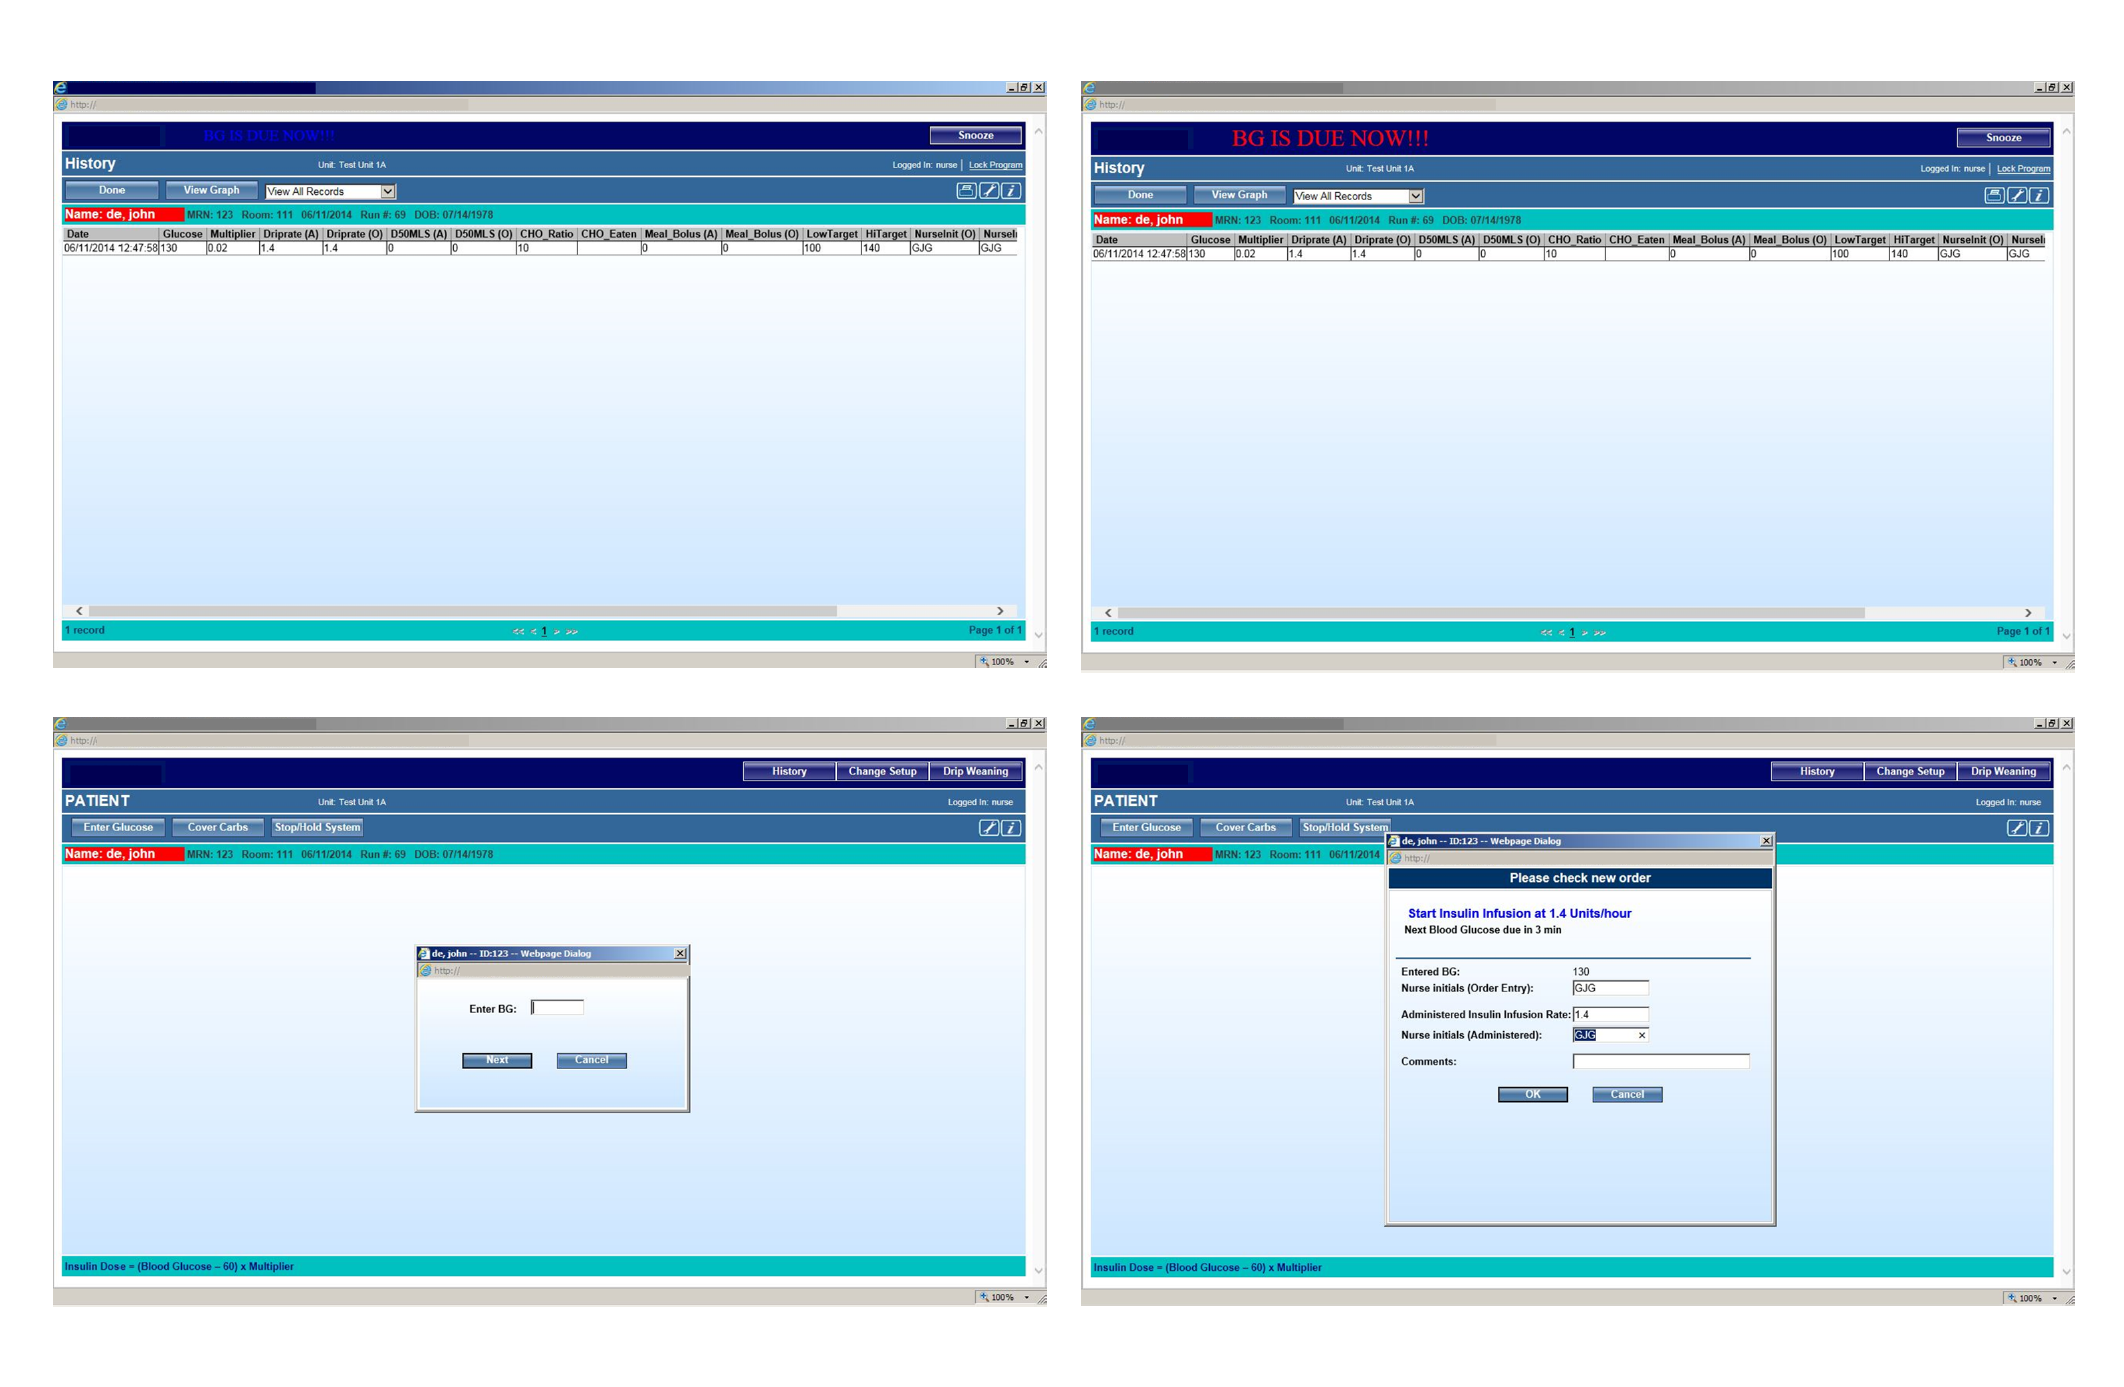 http://
BG IS DUE NOW!!!
Snooze
History
Unit: Test Unit 1A
Logged In: nurse | Lock Program
Done
View Graph
View All Records
Name: de, john MRN: 123 Room: 111 06/11/2014 Run #: 69 DOB: 07/14/1978
Date Glucose Multiplier Driprate (A) Driprate (O) D50MLS (A) D50MLS (O) CHO_Ratio CHO_Eaten Meal_Bolus (A) Meal_Bolus (O) LowTarget HiTarget NurseInit (O) NurseI
06/11/2014 12:47:58 130 0.02 1.4 1.4 0 0 10 0 0 100 140 GJG GJG
1 record
<< < 1 > >>
Page 1 of 1
100%
http://
BG IS DUE NOW!!!
Snooze
History
Unit: Test Unit 1A
Logged In: nurse | Lock Program
Done
View Graph
View All Records
Name: de, john MRN: 123 Room: 111 06/11/2014 Run #: 69 DOB: 07/14/1978
Date Glucose Multiplier Driprate (A) Driprate (O) D50MLS (A) D50MLS (O) CHO_Ratio CHO_Eaten Meal_Bolus (A) Meal_Bolus (O) LowTarget HiTarget NurseInit (O) NurseI
06/11/2014 12:47:58 130 0.02 1.4 1.4 0 0 10 0 0 100 140 GJG GJG
1 record
<< < 1 > >>
Page 1 of 1
100%
http://
History
Change Setup
Drip Weaning
PATIENT
Unit: Test Unit 1A
Logged In: nurse
Enter Glucose
Cover Carbs
Stop/Hold System
Name: de, john MRN: 123 Room: 111 06/11/2014 Run #: 69 DOB: 07/14/1978
de, john -- ID:123 -- Webpage Dialog
http://
Enter BG:
Next
Cancel
Insulin Dose = (Blood Glucose – 60) x Multiplier
100%
http://
History
Change Setup
Drip Weaning
PATIENT
Unit: Test Unit 1A
Logged In: nurse
Enter Glucose
Cover Carbs
Stop/Hold System
Name: de, john MRN: 123 Room: 111 06/11/2014
de, john -- ID:123 -- Webpage Dialog
http://
Please check new order
Start Insulin Infusion at 1.4 Units/hour
Next Blood Glucose due in 3 min
Entered BG: 130
Nurse initials (Order Entry): GJG
Administered Insulin Infusion Rate: 1.4
Nurse initials (Administered): GJG
Comments:
OK
Cancel
Insulin Dose = (Blood Glucose – 60) x Multiplier
100%